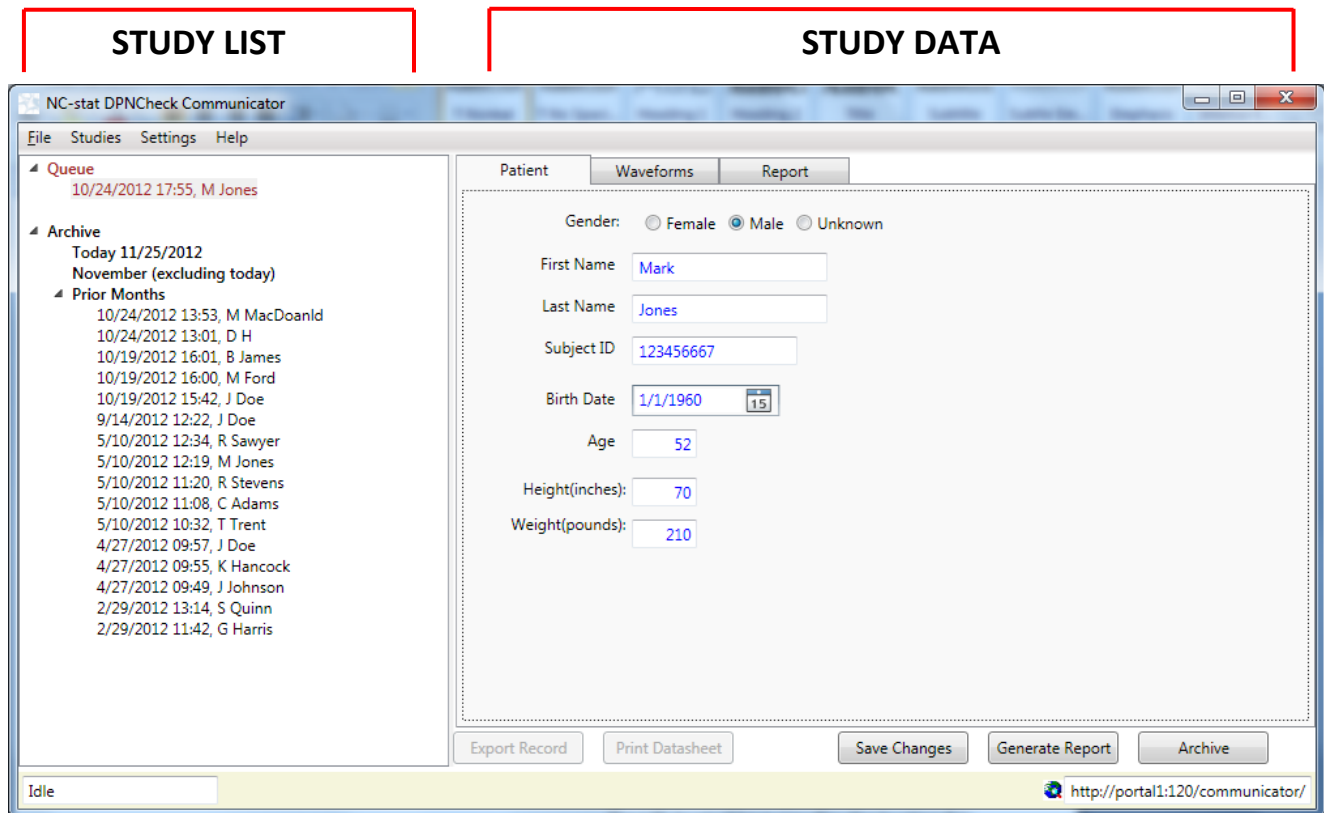 STUDY LIST
STUDY DATA
NC-stat DPNCheck Communicator
File Studies Settings Help
Queue
10/24/2012 17:55, M Jones
Archive
Today 11/25/2012
November (excluding today)
Prior Months
10/24/2012 13:53, M MacDoanld
10/24/2012 13:01, D H
10/19/2012 16:01, B James
10/19/2012 16:00, M Ford
10/19/2012 15:42, J Doe
9/14/2012 12:22, J Doe
5/10/2012 12:34, R Sawyer
5/10/2012 12:19, M Jones
5/10/2012 11:20, R Stevens
5/10/2012 11:08, C Adams
5/10/2012 10:32, T Trent
4/27/2012 09:57, J Doe
4/27/2012 09:55, K Hancock
4/27/2012 09:49, J Johnson
2/29/2012 13:14, S Quinn
2/29/2012 11:42, G Harris
Patient Waveforms Report
Gender: Female Male Unknown
First Name Mark
Last Name Jones
Subject ID 123456667
Birth Date 1/1/1960 15
Age 52
Height(inches): 70
Weight(pounds): 210
Export Record Print Datasheet Save Changes Generate Report Archive
Idle http://portal1:120/communicator/